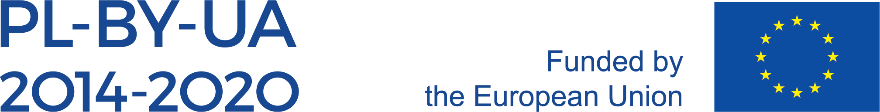 PL-BY-UA
2014-2020
Funded by
the European Union